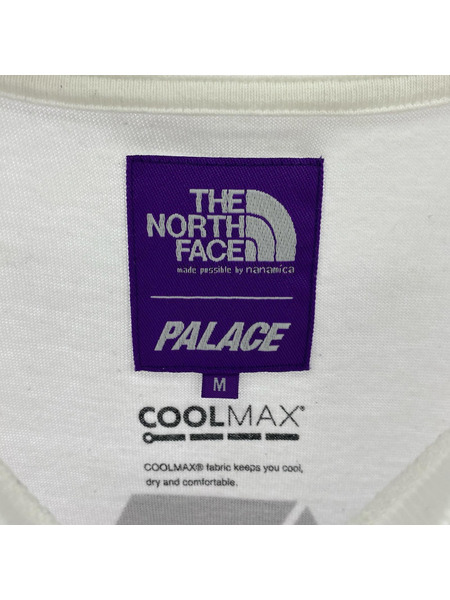 THE
NORTH
FACE
made possible by nanamica
PALACE
M
COOLMAX®
COOLMAX® fabric keeps you cool,
dry and comfortable.